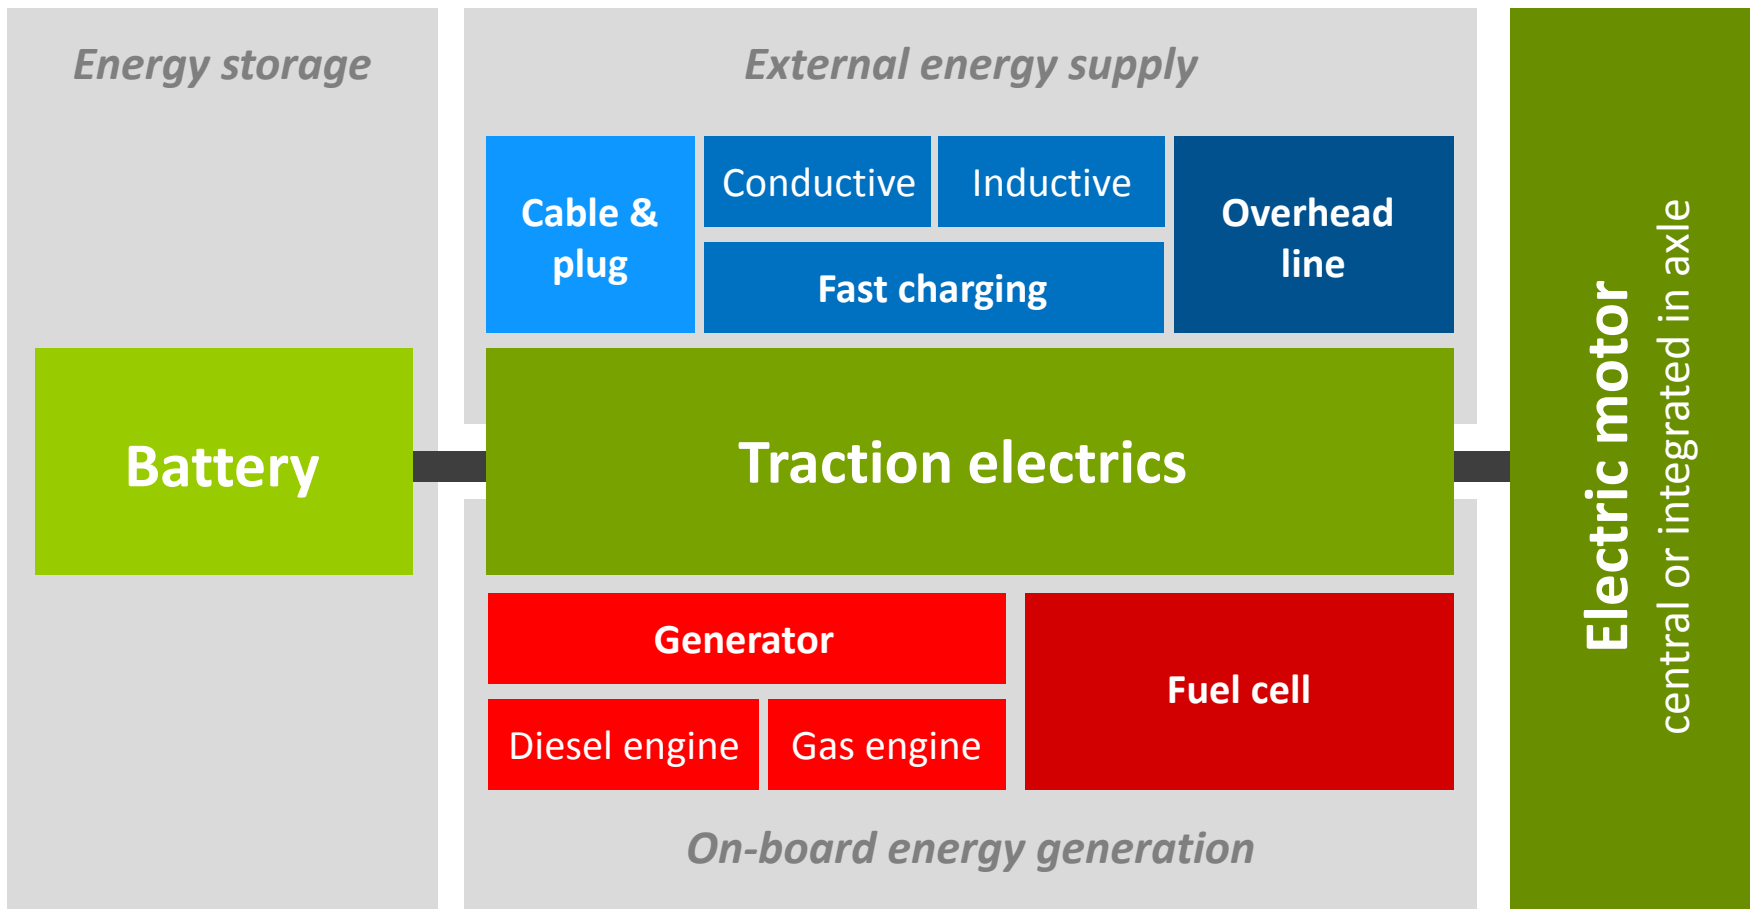 Energy storage
External energy supply
Cable &
plug
Conductive
Inductive
Fast charging
Overhead
line
Battery
Traction electrics
Generator
Diesel engine
Gas engine
Fuel cell
On-board energy generation
Electric motor
central or integrated in axle